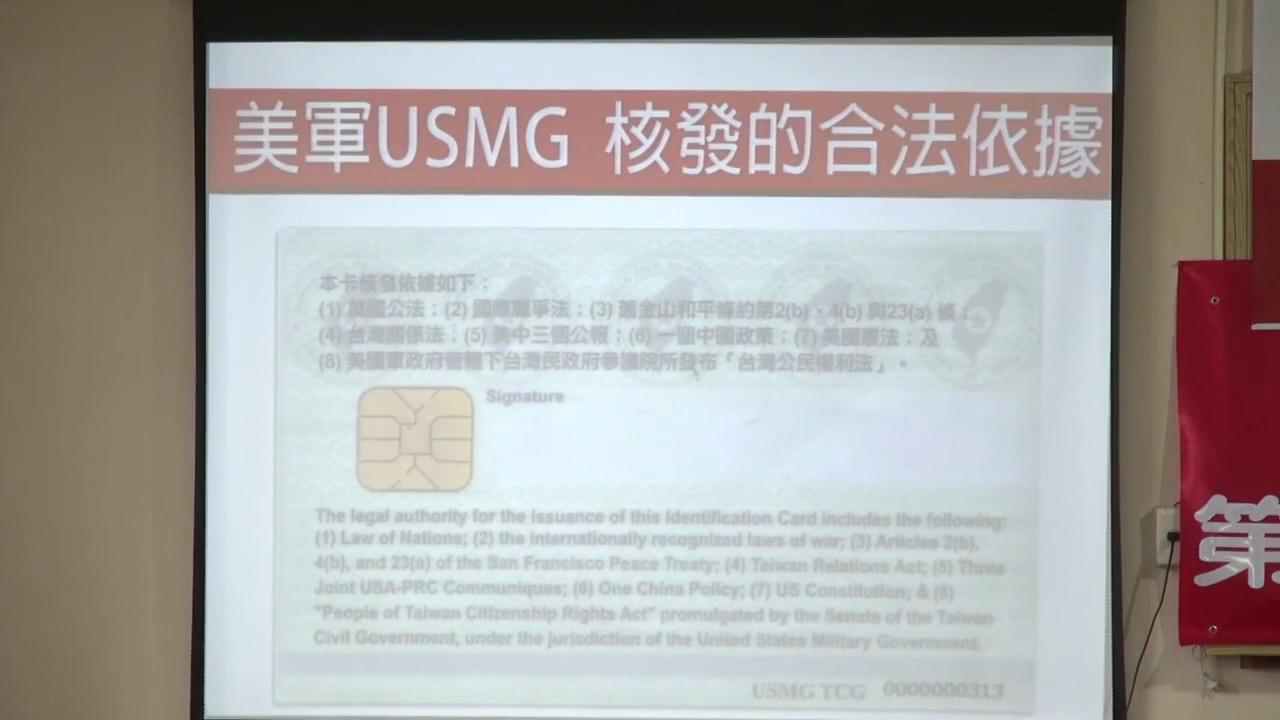 美軍USMG 核發的合法依據
本卡核發依據如下：
(1) 萬國公法；(2) 國際戰爭法；(3) 舊金山和平條約第2(b)、4(b) 與23(a) 條；
(4) 台灣關係法；(5) 美中三個公報；(6) 一個中國政策；(7) 美國憲法；及
(8) 美國軍政府管轄下台灣民政府參議院所發布「台灣公民權利法」。
Signature
The legal authority for the issuance of this Identification Card includes the following:
(1) Law of Nations; (2) the internationally recognized laws of war; (3) Articles 2(b),
4(b), and 23(a) of the San Francisco Peace Treaty; (4) Taiwan Relations Act; (5) Three
Joint USA-PRC Communiques; (6) One China Policy; (7) US Constitution; & (8)
"People of Taiwan Citizenship Rights Act" promulgated by the Senate of the Taiwan
Civil Government, under the jurisdiction of the United States Military Government.
USMG TCG 0000000313
第